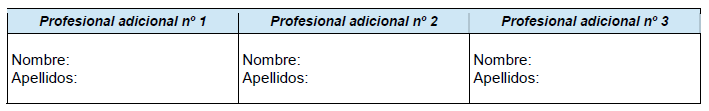 Profesional adicional nº 1 Profesional adicional nº 2 Profesional adicional nº 3
Nombre: Nombre: Nombre:
Apellidos: Apellidos: Apellidos: